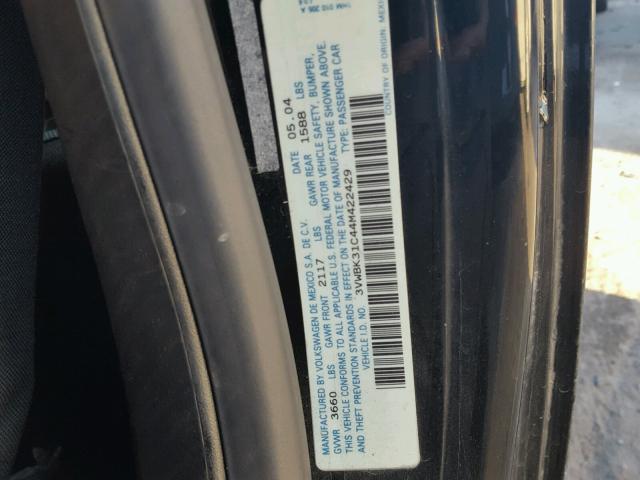 MANUFACTURED BY VOLKSWAGEN DE MEXICO S.A. DE C.V. DATE 05.04
GVWR 3660 LBS GAWR FRONT 2117 LBS GAWR REAR 1588 LBS
THIS VEHICLE CONFORMS TO ALL APPLICABLE U.S. FEDERAL MOTOR VEHICLE SAFETY, BUMPER,
AND THEFT PREVENTION STANDARDS IN EFFECT ON THE DATE OF MANUFACTURE SHOWN ABOVE.
VEHICLE I.D. NO. 3VWBK31C44M422429 TYPE: PASSENGER CAR
COUNTRY OF ORIGIN. MEXI